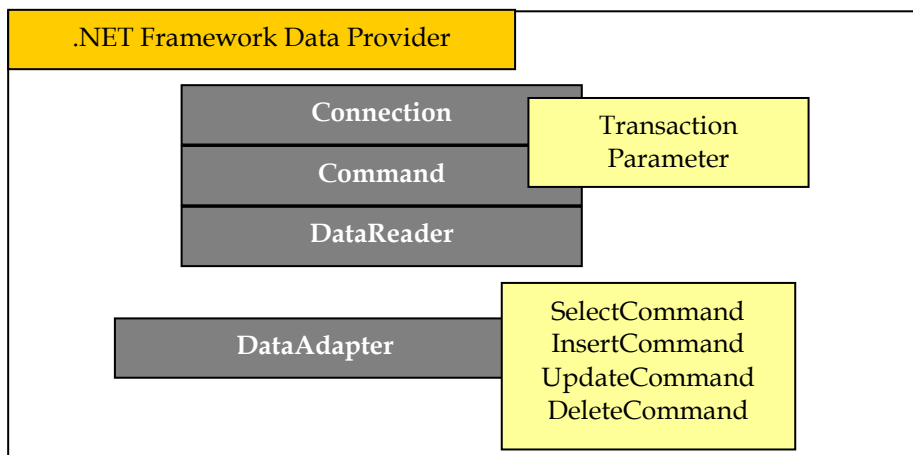 .NET Framework Data Provider
Connection
Transaction
Parameter
Command
DataReader
SelectCommand
InsertCommand
UpdateCommand
DeleteCommand
DataAdapter